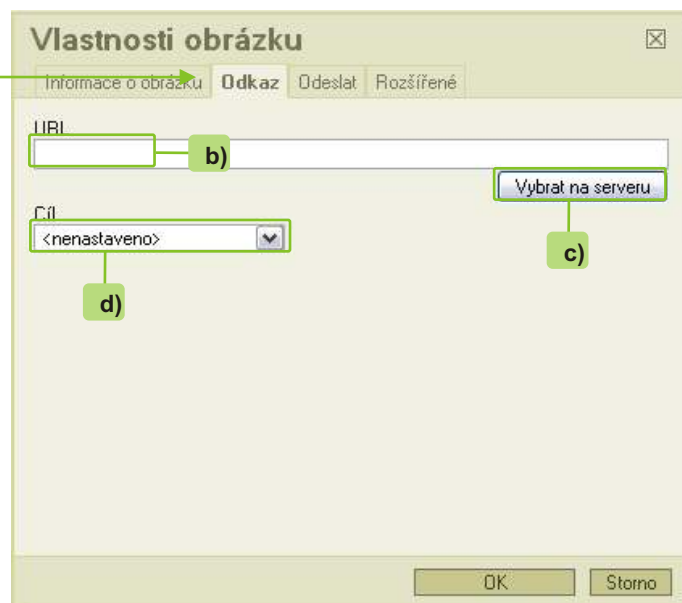 Vlastnosti obrázku
Informace o obrázku Odkaz Odeslat Rozšířené
URL
b)
Vybrat na serveru
Cíl
<nenastaveno>
c)
d)
OK Storno